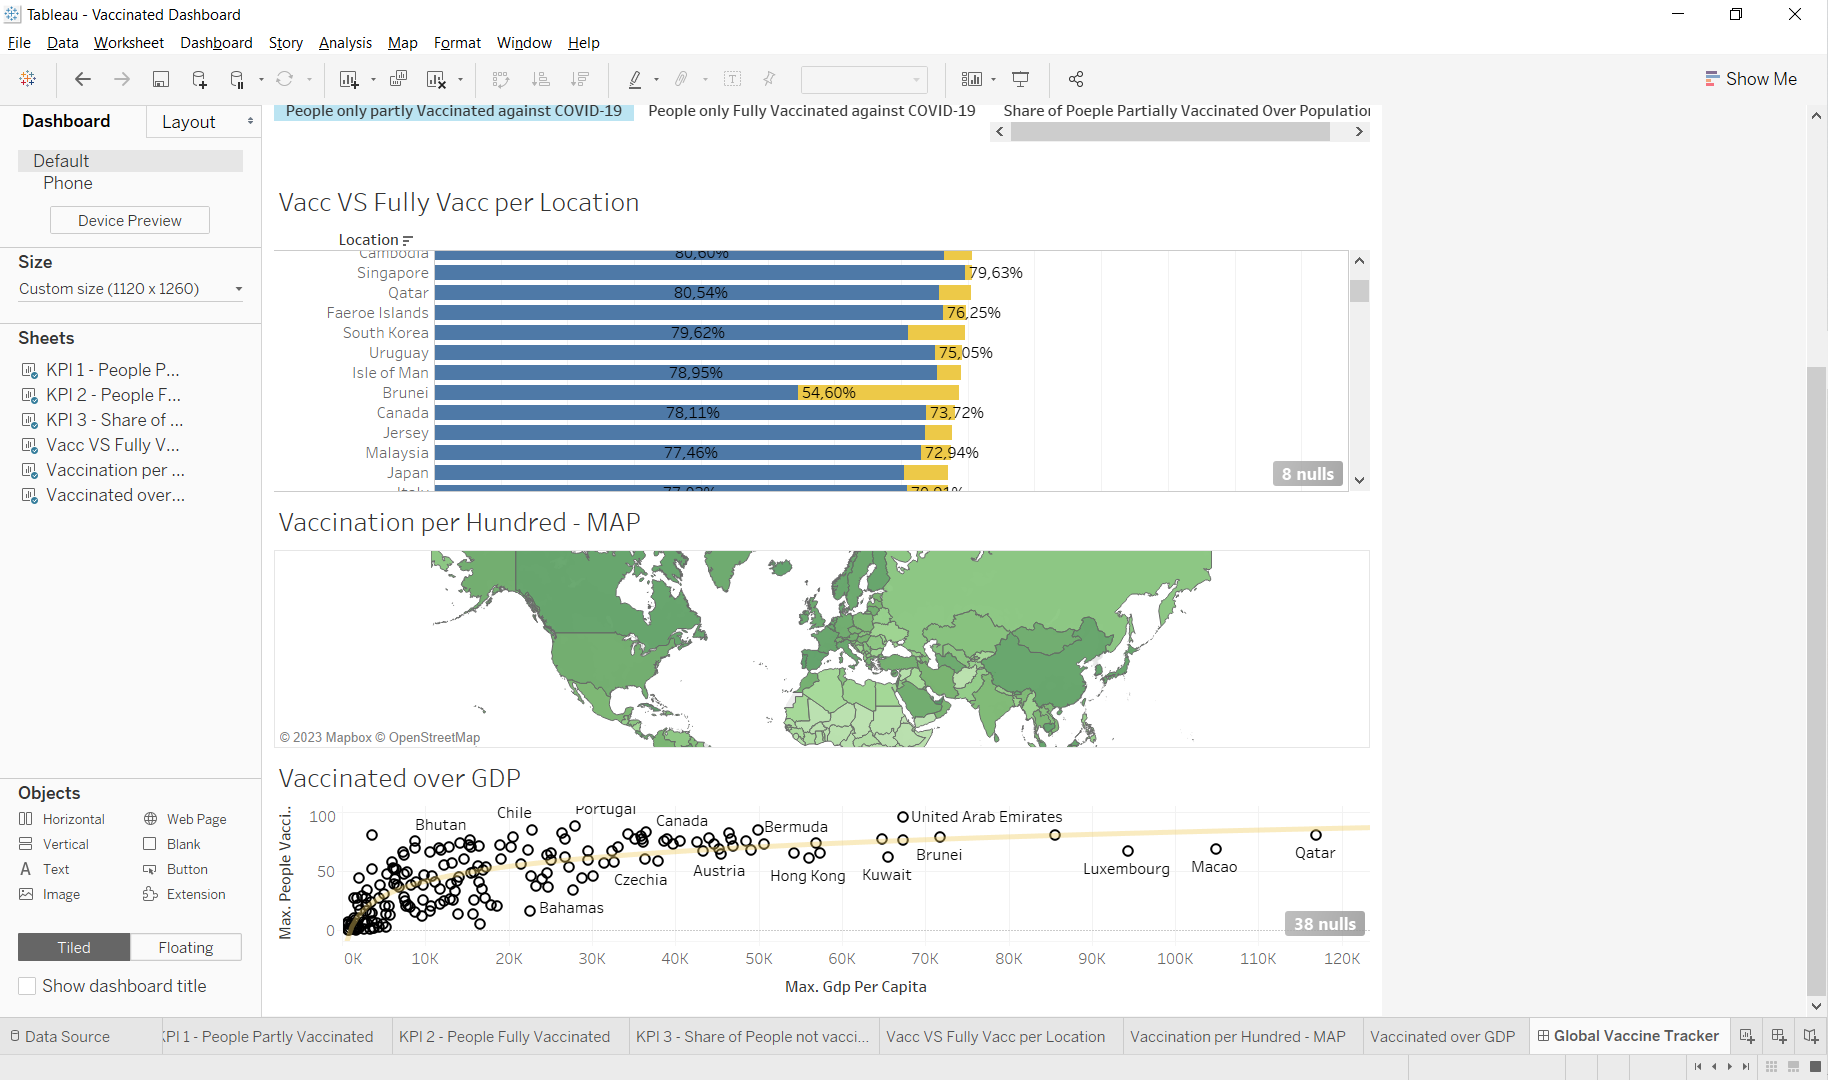 Tableau - Vaccinated Dashboard
File Data Worksheet Dashboard Story Analysis Map Format Window Help
Show Me
Dashboard
Layout
Default
Phone
Device Preview
Size
Custom size (1120 x 1260)
Sheets
KPI 1 - People P...
KPI 2 - People F...
KPI 3 - Share of ...
Vacc VS Fully V...
Vaccination per ...
Vaccinated over...
Objects
Horizontal Web Page
Vertical Blank
Text Button
Image Extension
Tiled Floating
Show dashboard title
People only partly Vaccinated against COVID-19
People only Fully Vaccinated against COVID-19
Share of Poeple Partially Vaccinated Over Population
Vacc VS Fully Vacc per Location
Location
Cambodia 80,60%
Singapore 79,63%
Qatar 80,54%
Faeroe Islands 76,25%
South Korea 79,62%
Uruguay 75,05%
Isle of Man 78,95%
Brunei 54,60%
Canada 78,11% 73,72%
Jersey
Malaysia 77,46% 72,94%
Japan
Italy
8 nulls
Vaccination per Hundred - MAP
© 2023 Mapbox © OpenStreetMap
Vaccinated over GDP
Max. People Vacci..
100
50
0
Bhutan
Chile
Portugal
Canada
Bermuda
United Arab Emirates
Czechia
Austria
Hong Kong
Kuwait
Brunei
Luxembourg
Macao
Qatar
Bahamas
38 nulls
0K 10K 20K 30K 40K 50K 60K 70K 80K 90K 100K 110K 120K
Max. Gdp Per Capita
Data Source
KPI 1 - People Partly Vaccinated
KPI 2 - People Fully Vaccinated
KPI 3 - Share of People not vacci...
Vacc VS Fully Vacc per Location
Vaccination per Hundred - MAP
Vaccinated over GDP
Global Vaccine Tracker